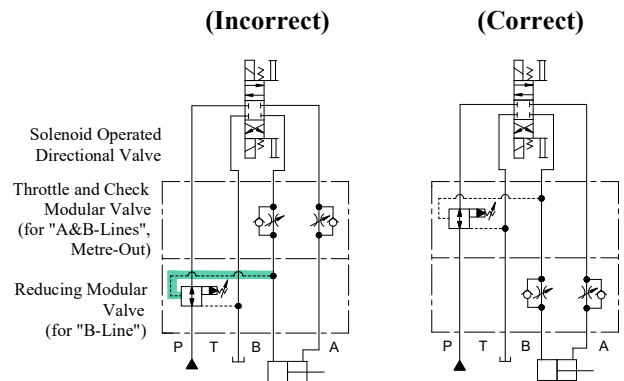 (Incorrect)
(Correct)
Solenoid Operated
Directional Valve
Throttle and Check
Modular Valve
(for "A&B-Lines",
Metre-Out)
Reducing Modular
Valve
(for "B-Line")
P T B A
P T B A